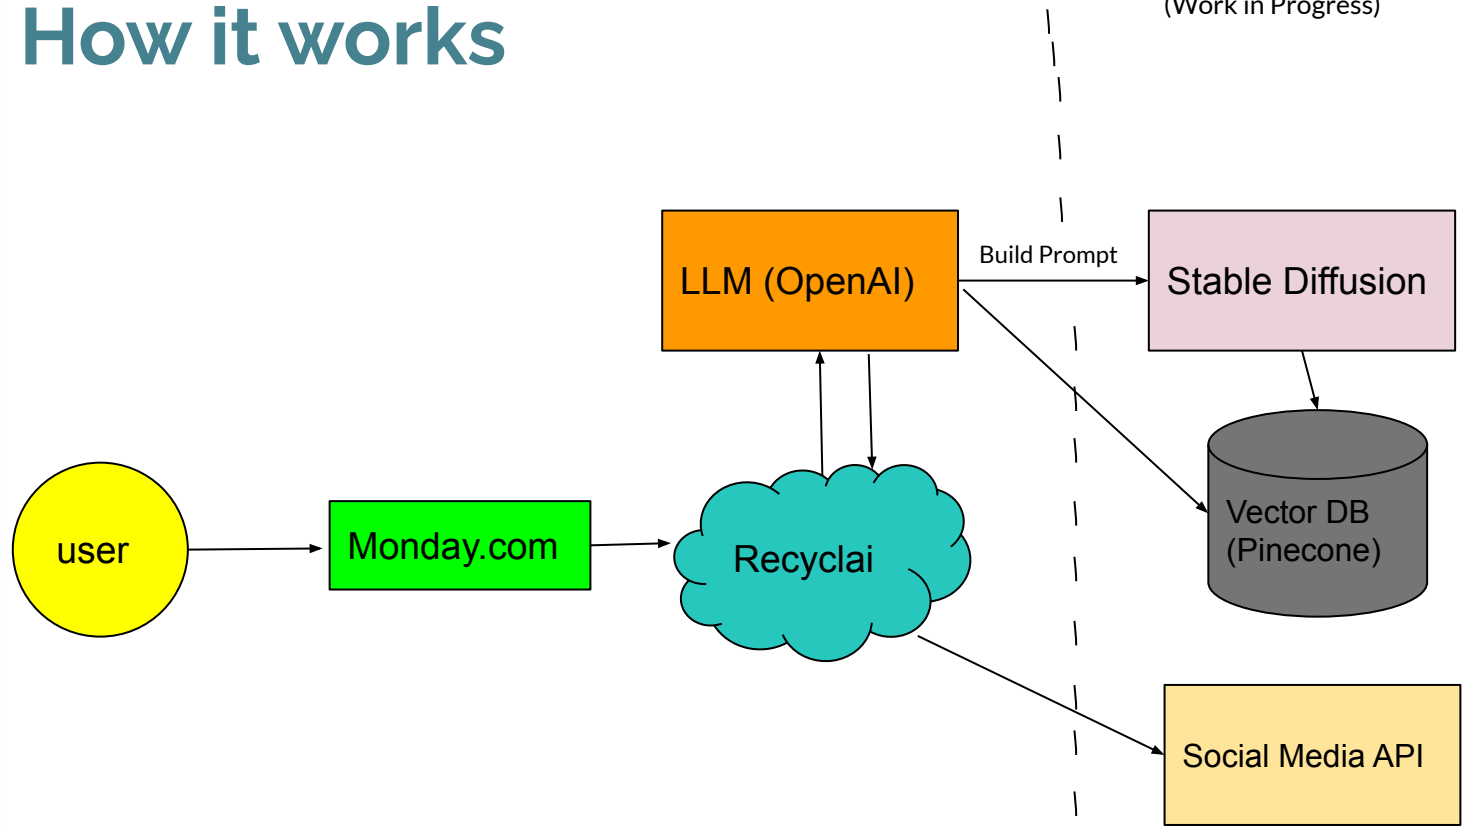 How it works
(Work in Progress)
LLM (OpenAI)
Build Prompt
Stable Diffusion
user
Monday.com
Recyclai
Vector DB
(Pinecone)
Social Media API